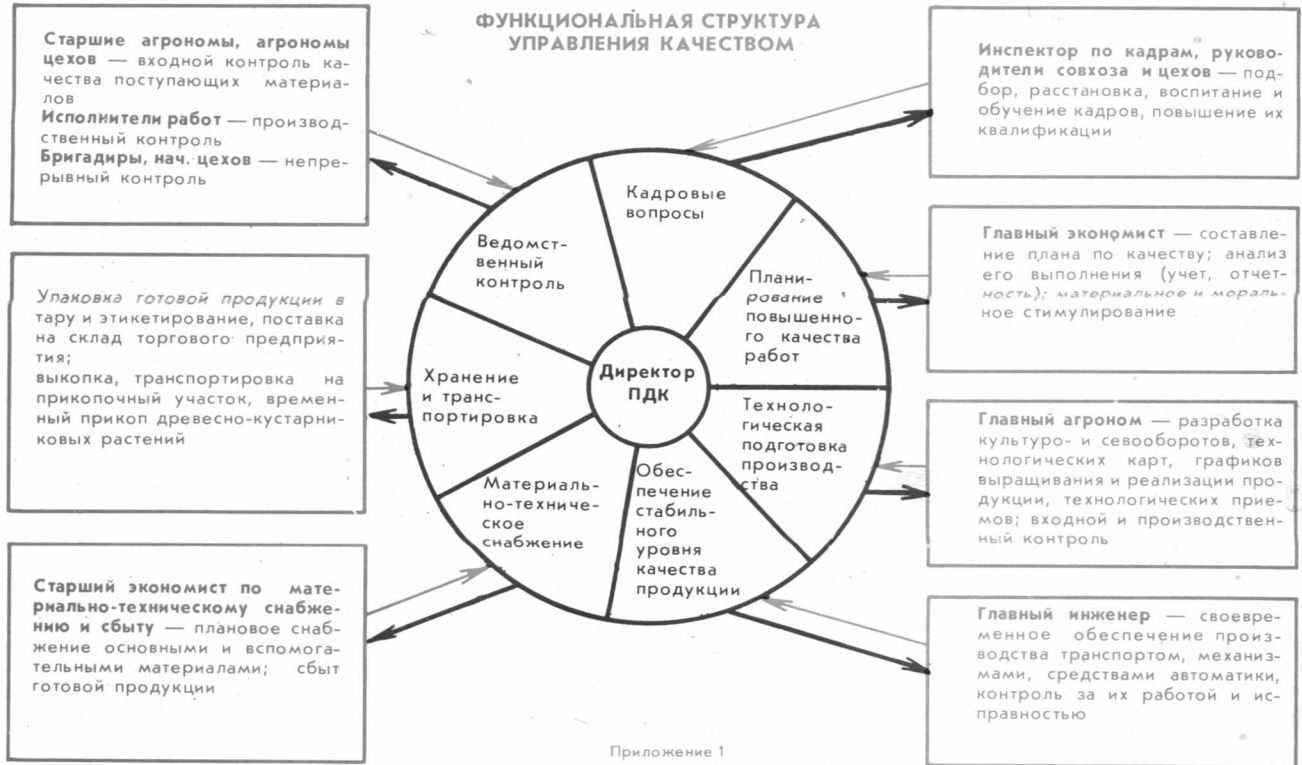 ФУНКЦИОНАЛЬНАЯ СТРУКТУРА
УПРАВЛЕНИЯ КАЧЕСТВОМ
Старшие агрономы, агрономы
цехов — входной контроль ка-
чества поступающих материа-
лов
Исполнители работ — производ-
ственный контроль
Бригадиры, нач. цехов — непре-
рывный контроль
Упаковка готовой продукции в
тару и этикетирование, поставка
на склад торгового предприя-
тия;
выкопка, транспортировка на
прикопочный участок, времен-
ный прикоп древесно-кустарни-
ковых растений
Старший экономист по мате-
риально-техническому снабже-
нию и сбыту — плановое снаб-
жение основными и вспомога-
тельными материалами; сбыт
готовой продукции
Кадровые
вопросы
Ведомст-
венный
контроль
Плани-
рование
повышенно-
го качества
работ
Директор
ПДК
Хранение
и транс-
портировка
Техноло-
гическая
подготовка
производ-
ства
Материаль-
но-техниче-
ское
снабжение
Обес-
печение
стабиль-
ного
уровня
качества
продукции
Инспектор по кадрам, руково-
дители совхоза и цехов — под-
бор, расстановка, воспитание и
обучение кадров, повышение их
квалификации
Главный экономист — составле-
ние плана по качеству; анализ
его выполнения (учет, отчет-
ность); материальное и мораль-
ное стимулирование
Главный агроном — разработка
культуро- и севооборотов, тех-
нологических карт, графиков
выращивания и реализации про-
дукции, технологических прие-
мов; входной и производствен-
ный контроль
Главный инженер — своевре-
менное обеспечение произ-
водства транспортом, механиз-
мами, средствами автоматики,
контроль за их работой и ис-
правностью
Приложение 1